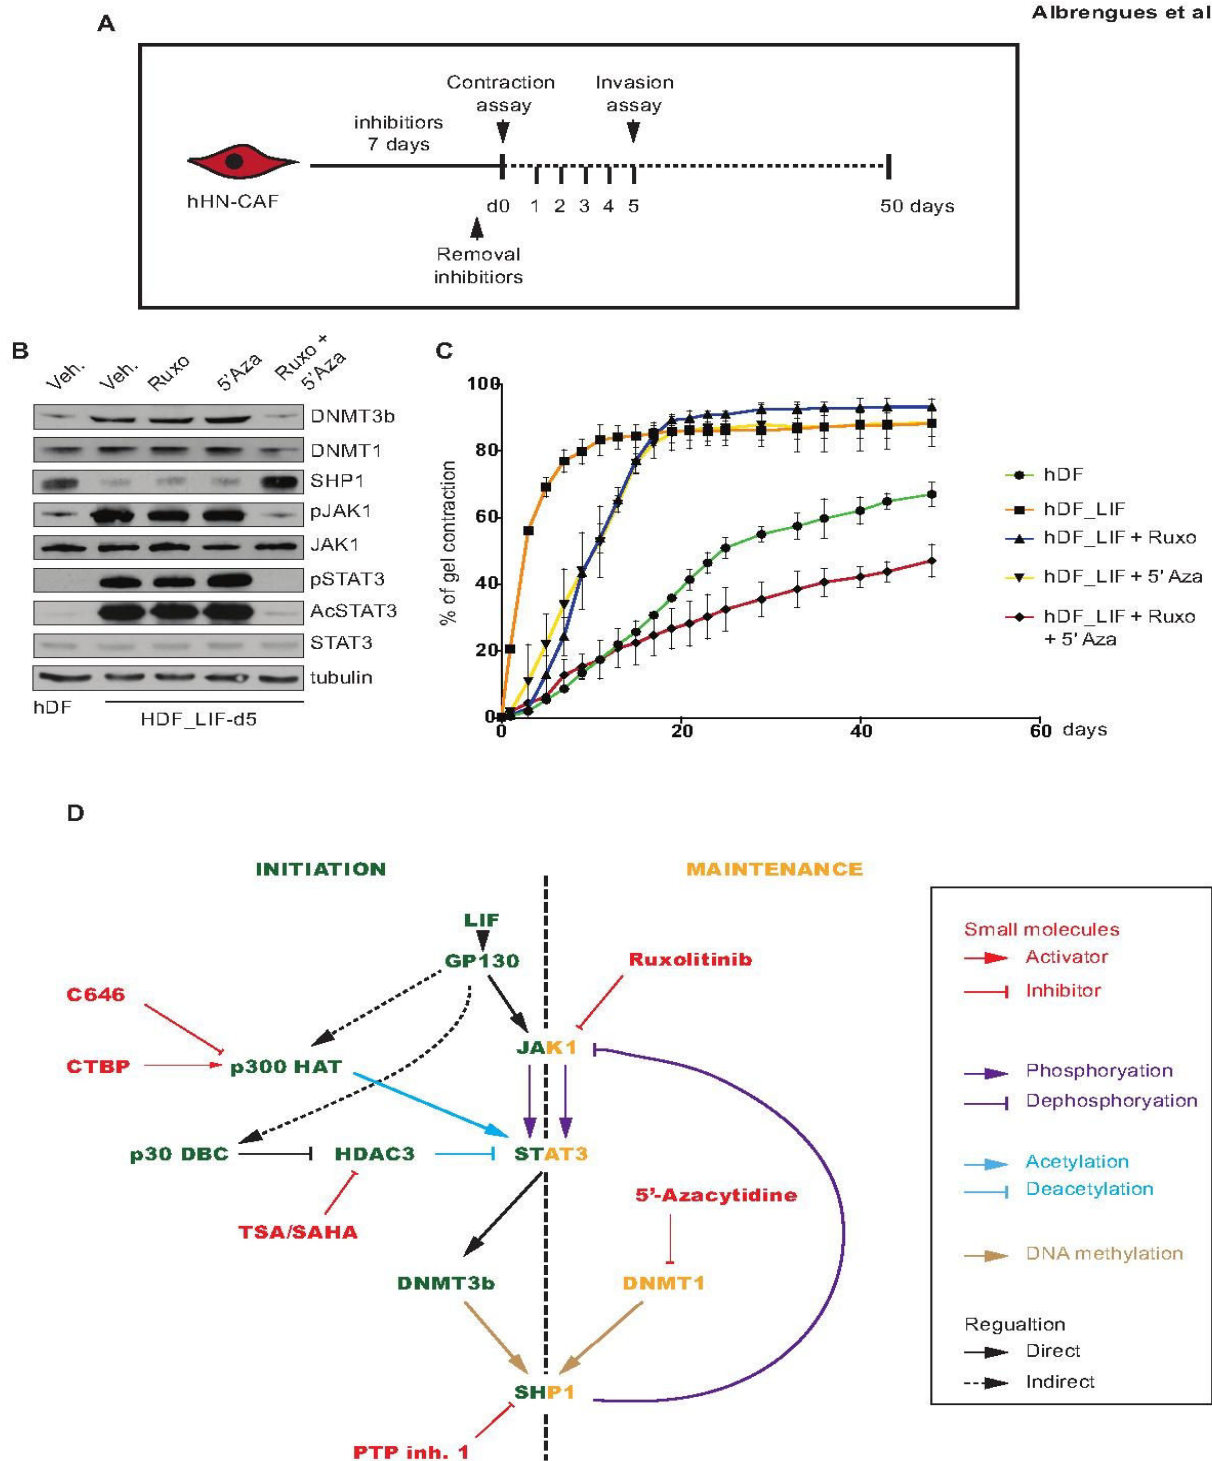 Albrengues et al
A
Contraction
assay
Invasion
assay
inhibitiors
7 days
hHN-CAF
d0 1 2 3 4 5 50 days
Removal
inhibitiors
B
Veh. Veh. Ruxo 5'Aza Ruxo +
5'Aza
DNMT3b
DNMT1
SHP1
pJAK1
JAK1
pSTAT3
AcSTAT3
STAT3
tubulin
hDF
HDF_LIF-d5
C
% of gel contraction
100
80
60
40
20
0
0 20 40 60 days
hDF
hDF_LIF
hDF_LIF + Ruxo
hDF_LIF + 5' Aza
hDF_LIF + Ruxo
+ 5' Aza
D
INITIATION MAINTENANCE
LIF
GP130
Ruxolitinib
C646
JAK1
CTBP p300 HAT
p30 DBC HDAC3 STAT3
5'-Azacytidine
TSA/SAHA
DNMT3b DNMT1
SHP1
PTP inh. 1
Small molecules
Activator
Inhibitor
Phosphoryation
Dephosphoryation
Acetylation
Deacetylation
DNA methylation
Regualtion
Direct
Indirect